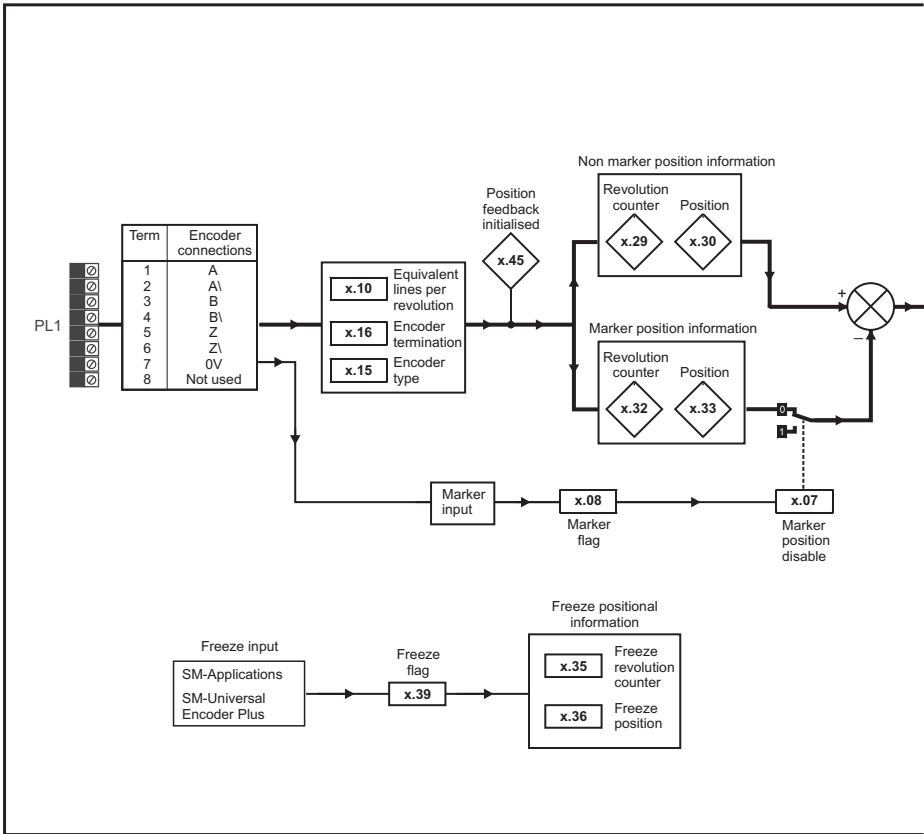 Non marker position information
Revolution
counter
Position
x.29
x.30
Position
feedback
initialised
x.45
Term
Encoder
connections
1 A
2 A\
3 B
4 B\
5 Z
6 Z\
7 0V
8 Not used
PL1
x.10
Equivalent
lines per
revolution
x.16
Encoder
termination
x.15
Encoder
type
+
–
Marker position information
Revolution
counter
Position
x.32
x.33
0
1
Marker
input
x.08
Marker
flag
x.07
Marker
position
disable
Freeze input
SM-Applications
SM-Universal
Encoder Plus
Freeze
flag
x.39
Freeze positional
information
x.35
Freeze
revolution
counter
x.36
Freeze
position